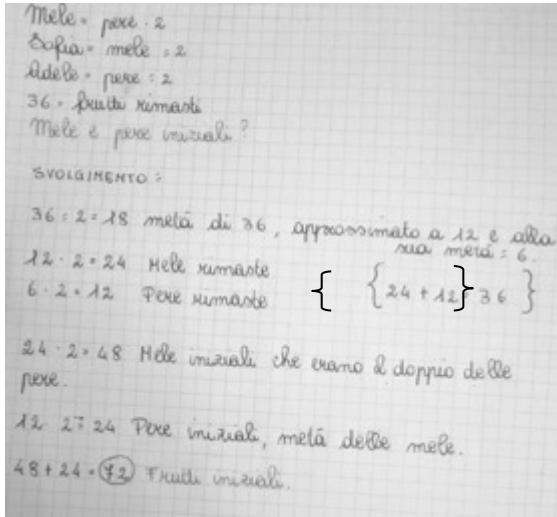 Mele = pere · 2
Sofia = mele : 2
Adele = pere : 2
36 = frutti rimasti
Mele e pere iniziali?
SVOLGIMENTO:
36 : 2 = 18 metà di 36, approssimato a 12 e alla
sua metà = 6.
12 · 2 = 24 Mele rimaste
6 · 2 = 12 Pere rimaste { { 24 + 12 } = 36 }
24 · 2 = 48 Mele iniziali che erano il doppio delle
pere.
12 · 2 = 24 Pere iniziali, metà delle mele.
48 + 24 = 72 Frutti iniziali.